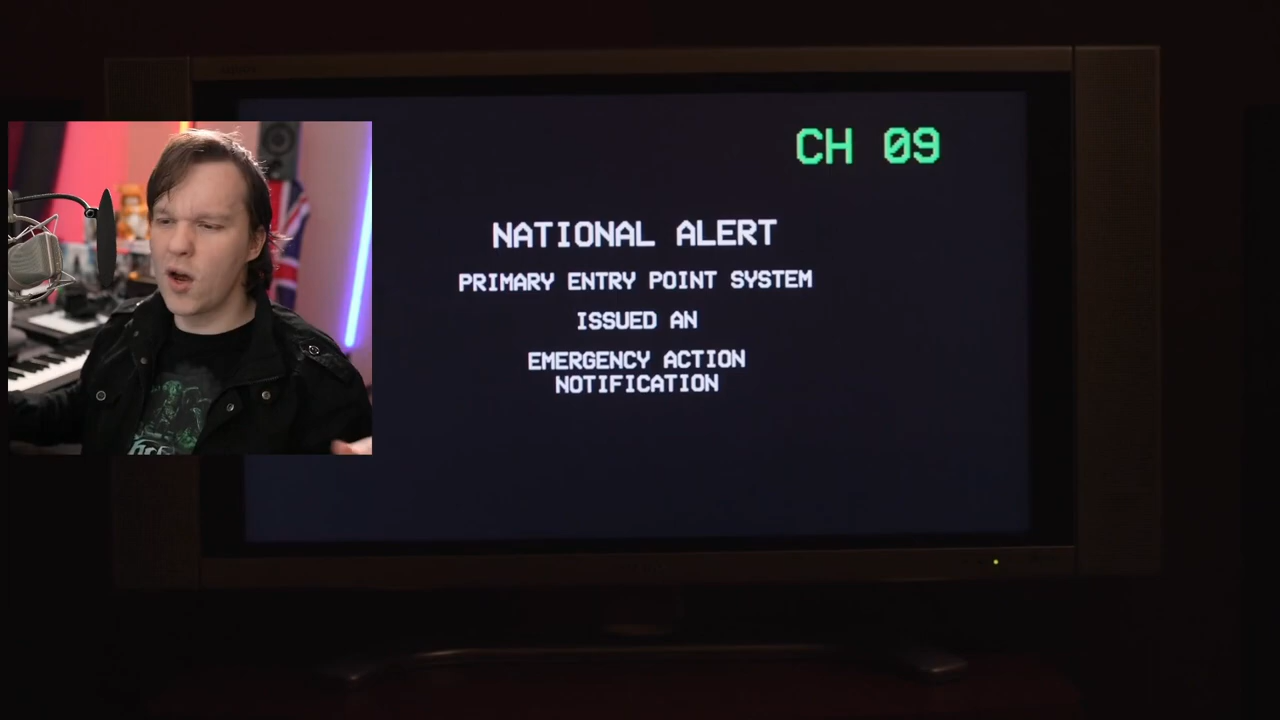 CH 09
NATIONAL ALERT
PRIMARY ENTRY POINT SYSTEM
ISSUED AN
EMERGENCY ACTION
NOTIFICATION